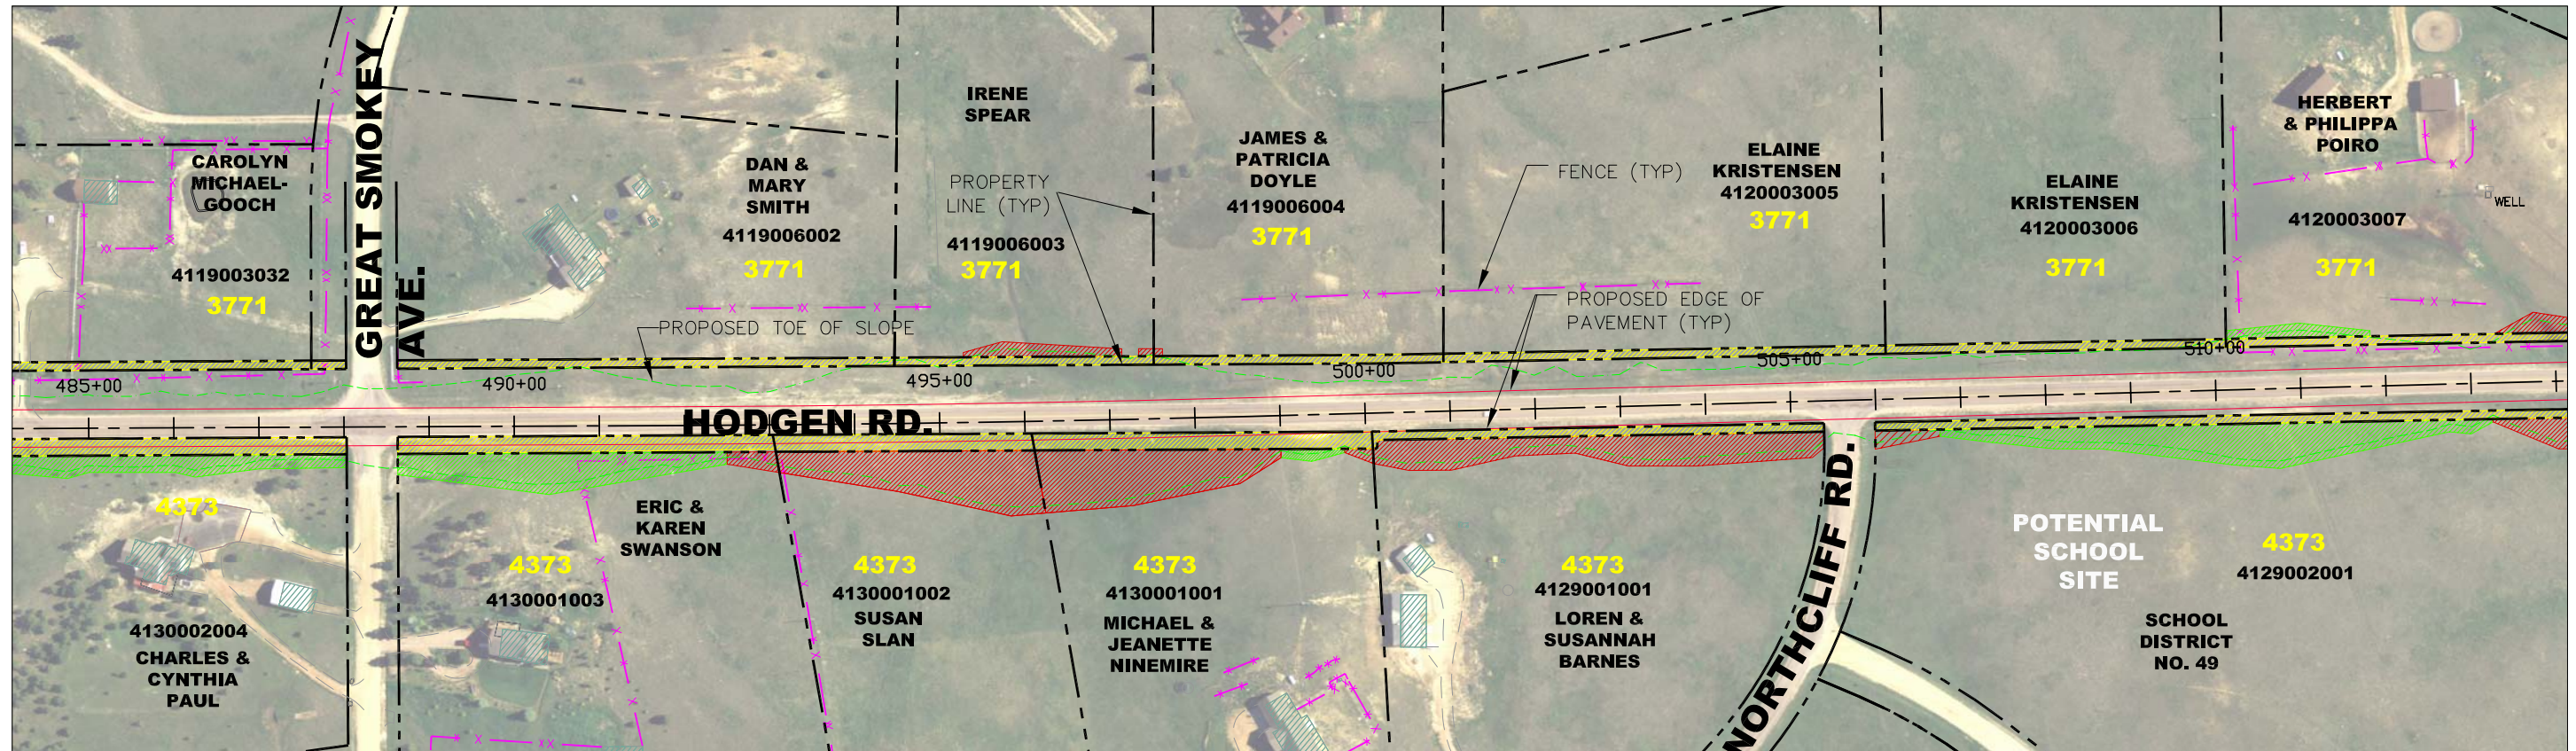 GREAT SMOKEY
AVE.
CAROLYN
MICHAEL-
GOOCH
4119003032
3771
DAN &
MARY
SMITH
4119006002
3771
IRENE
SPEAR
4119006003
3771
PROPERTY
LINE (TYP)
JAMES &
PATRICIA
DOYLE
4119006004
3771
FENCE (TYP)
ELAINE
KRISTENSEN
4120003005
3771
ELAINE
KRISTENSEN
4120003006
3771
HERBERT
& PHILIPPA
POIRO
4120003007
3771
WELL
PROPOSED TOE OF SLOPE
PROPOSED EDGE OF
PAVEMENT (TYP)
485+00
490+00
495+00
500+00
505+00
510+00
HODGEN RD.
4373
4130002004
CHARLES &
CYNTHIA
PAUL
ERIC &
KAREN
SWANSON
4373
4130001003
4373
4130001002
SUSAN
SLAN
4373
4130001001
MICHAEL &
JEANETTE
NINEMIRE
4373
4129001001
LOREN &
SUSANNAH
BARNES
NORTHCLIFF RD.
POTENTIAL
SCHOOL
SITE
4373
4129002001
SCHOOL
DISTRICT
NO. 49